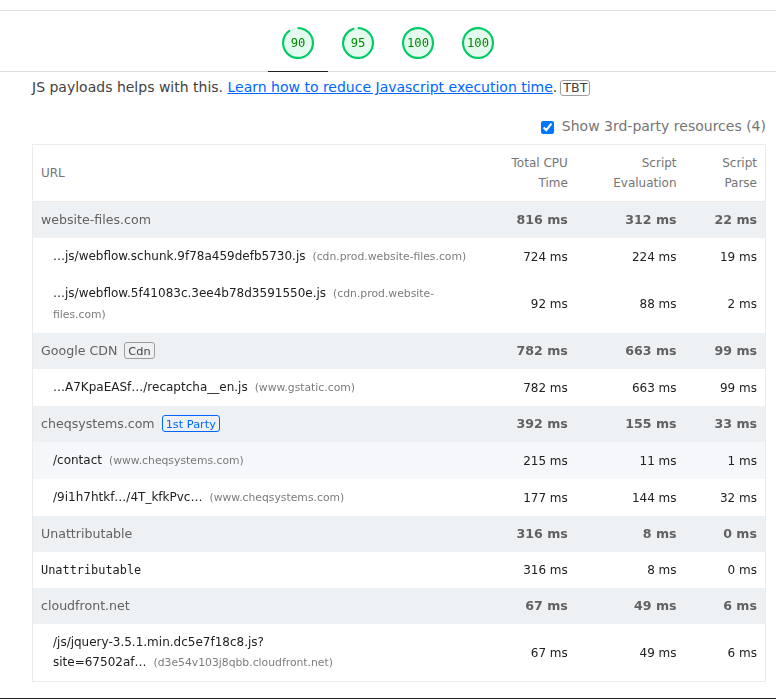 90 95 100 100
JS payloads helps with this. Learn how to reduce Javascript execution time. TBT
Show 3rd-party resources (4)
URL Total CPU Time Script Evaluation Script Parse
website-files.com 816 ms 312 ms 22 ms
…js/webflow.schunk.9f78a459defb5730.js (cdn.prod.website-files.com) 724 ms 224 ms 19 ms
…js/webflow.5f41083c.3ee4b78d3591550e.js (cdn.prod.website-
files.com) 92 ms 88 ms 2 ms
Google CDN Cdn 782 ms 663 ms 99 ms
…A7KpaEASf…/recaptcha__en.js (www.gstatic.com) 782 ms 663 ms 99 ms
cheqsystems.com 1st Party 392 ms 155 ms 33 ms
/contact (www.cheqsystems.com) 215 ms 11 ms 1 ms
/9i1h7htkf…/4T_kfkPvc… (www.cheqsystems.com) 177 ms 144 ms 32 ms
Unattributable 316 ms 8 ms 0 ms
Unattributable 316 ms 8 ms 0 ms
cloudfront.net 67 ms 49 ms 6 ms
/js/jquery-3.5.1.min.dc5e7f18c8.js?
site=67502af… (d3e54v103j8qbb.cloudfront.net) 67 ms 49 ms 6 ms